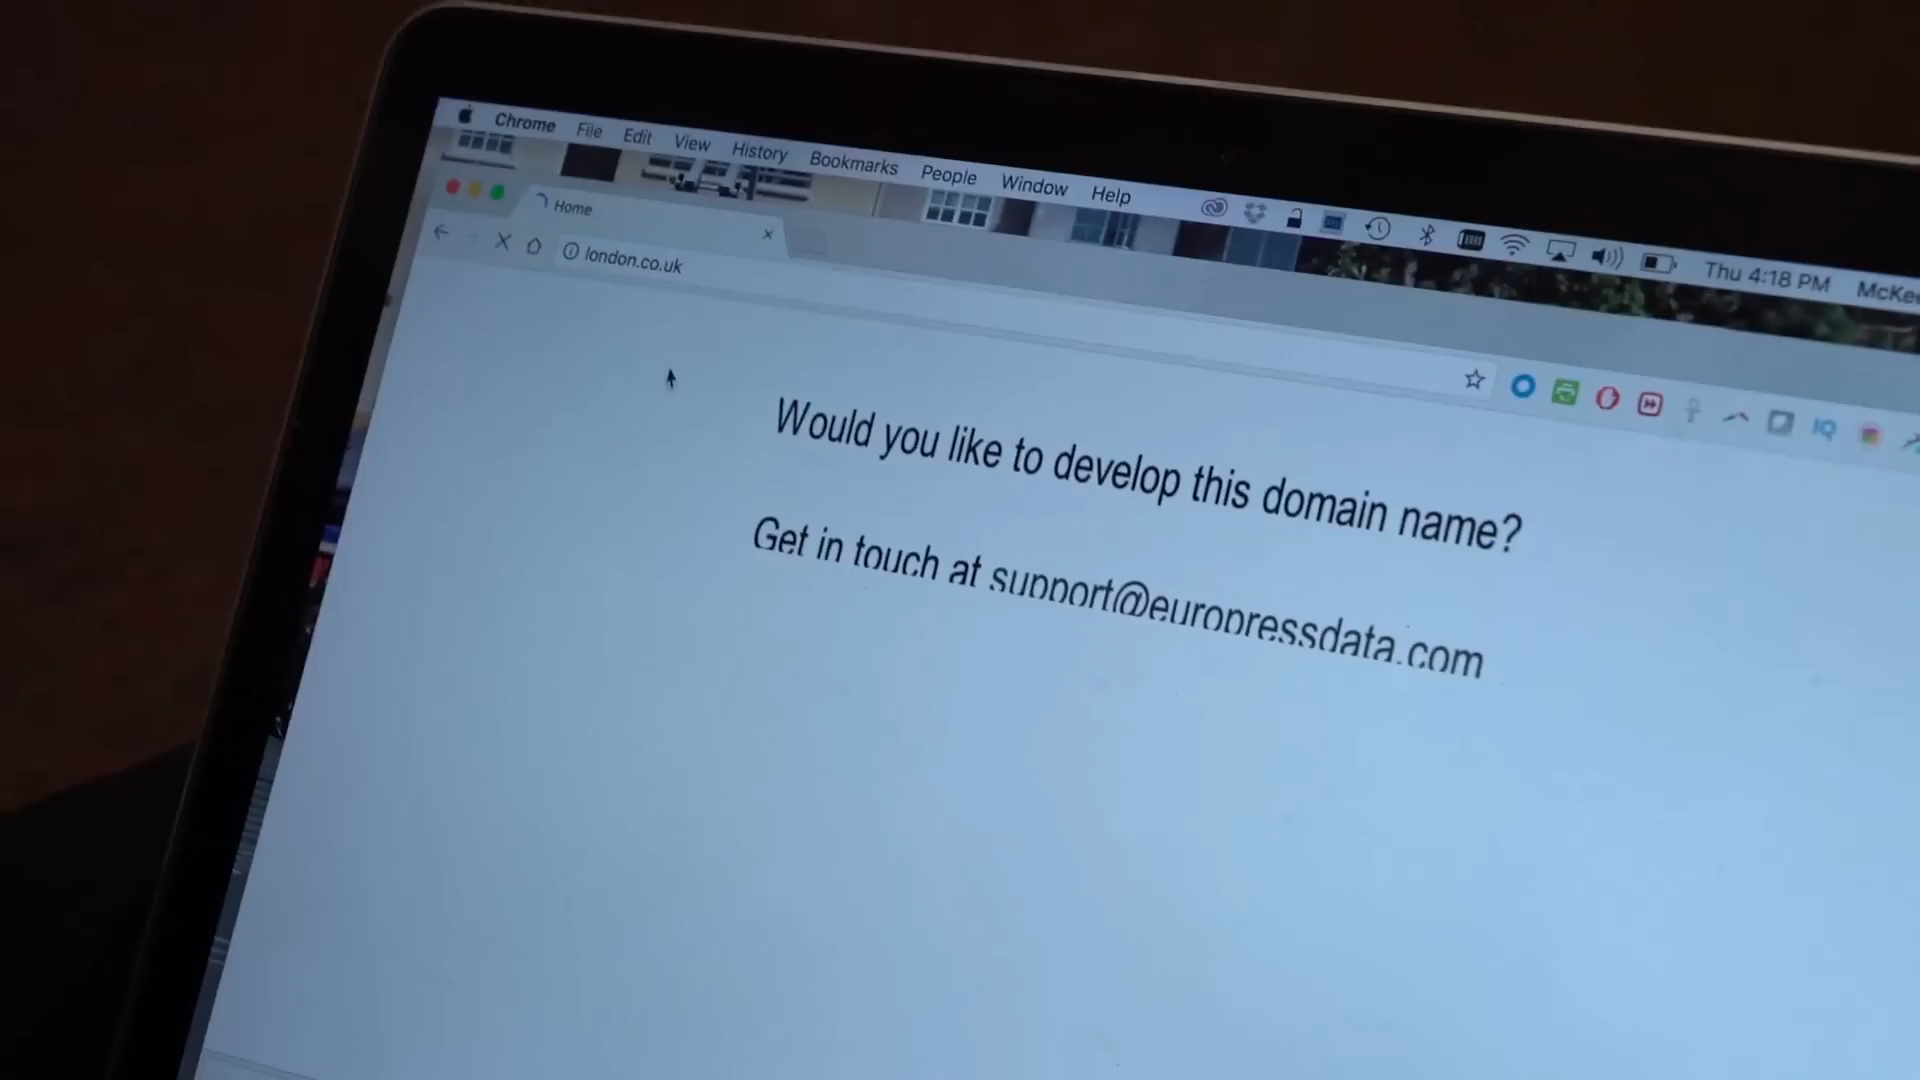 Chrome File Edit View History Bookmarks People Window Help Thu 4:18 PM
Home
london.co.uk
IQ
Would you like to develop this domain name?
Get in touch at support@europressdata.com